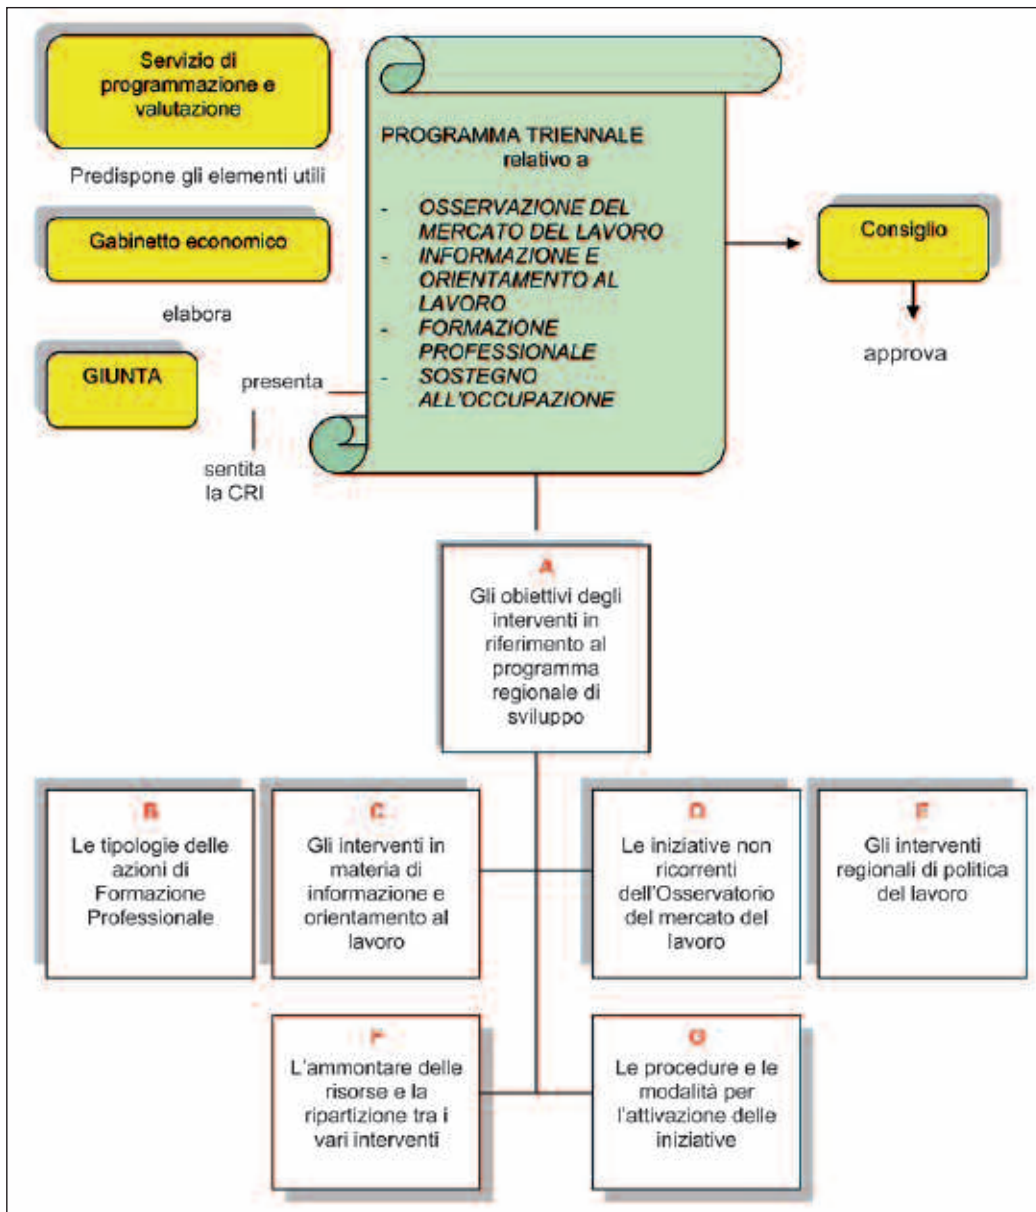 Servizio di
programmazione e
valutazione
Predispone gli elementi utili
Gabinetto economico
elabora
GIUNTA
presenta
sentita
la CRI
PROGRAMMA TRIENNALE
relativo a
- OSSERVAZIONE DEL
MERCATO DEL LAVORO
- INFORMAZIONE E
ORIENTAMENTO AL
LAVORO
- FORMAZIONE
PROFESSIONALE
- SOSTEGNO
ALL'OCCUPAZIONE
Consiglio
approva
A
Gli obiettivi degli
interventi in
riferimento al
programma
regionale di
sviluppo
B
Le tipologie delle
azioni di
Formazione
Professionale
C
Gli interventi in
materia di
informazione e
orientamento al
lavoro
D
Le iniziative non
ricorrenti
dell'Osservatorio
del mercato del
lavoro
E
Gli interventi
regionali di politica
del lavoro
F
L'ammontare delle
risorse e la
ripartizione tra i
vari interventi
G
Le procedure e le
modalità per
l'attivazione delle
iniziative